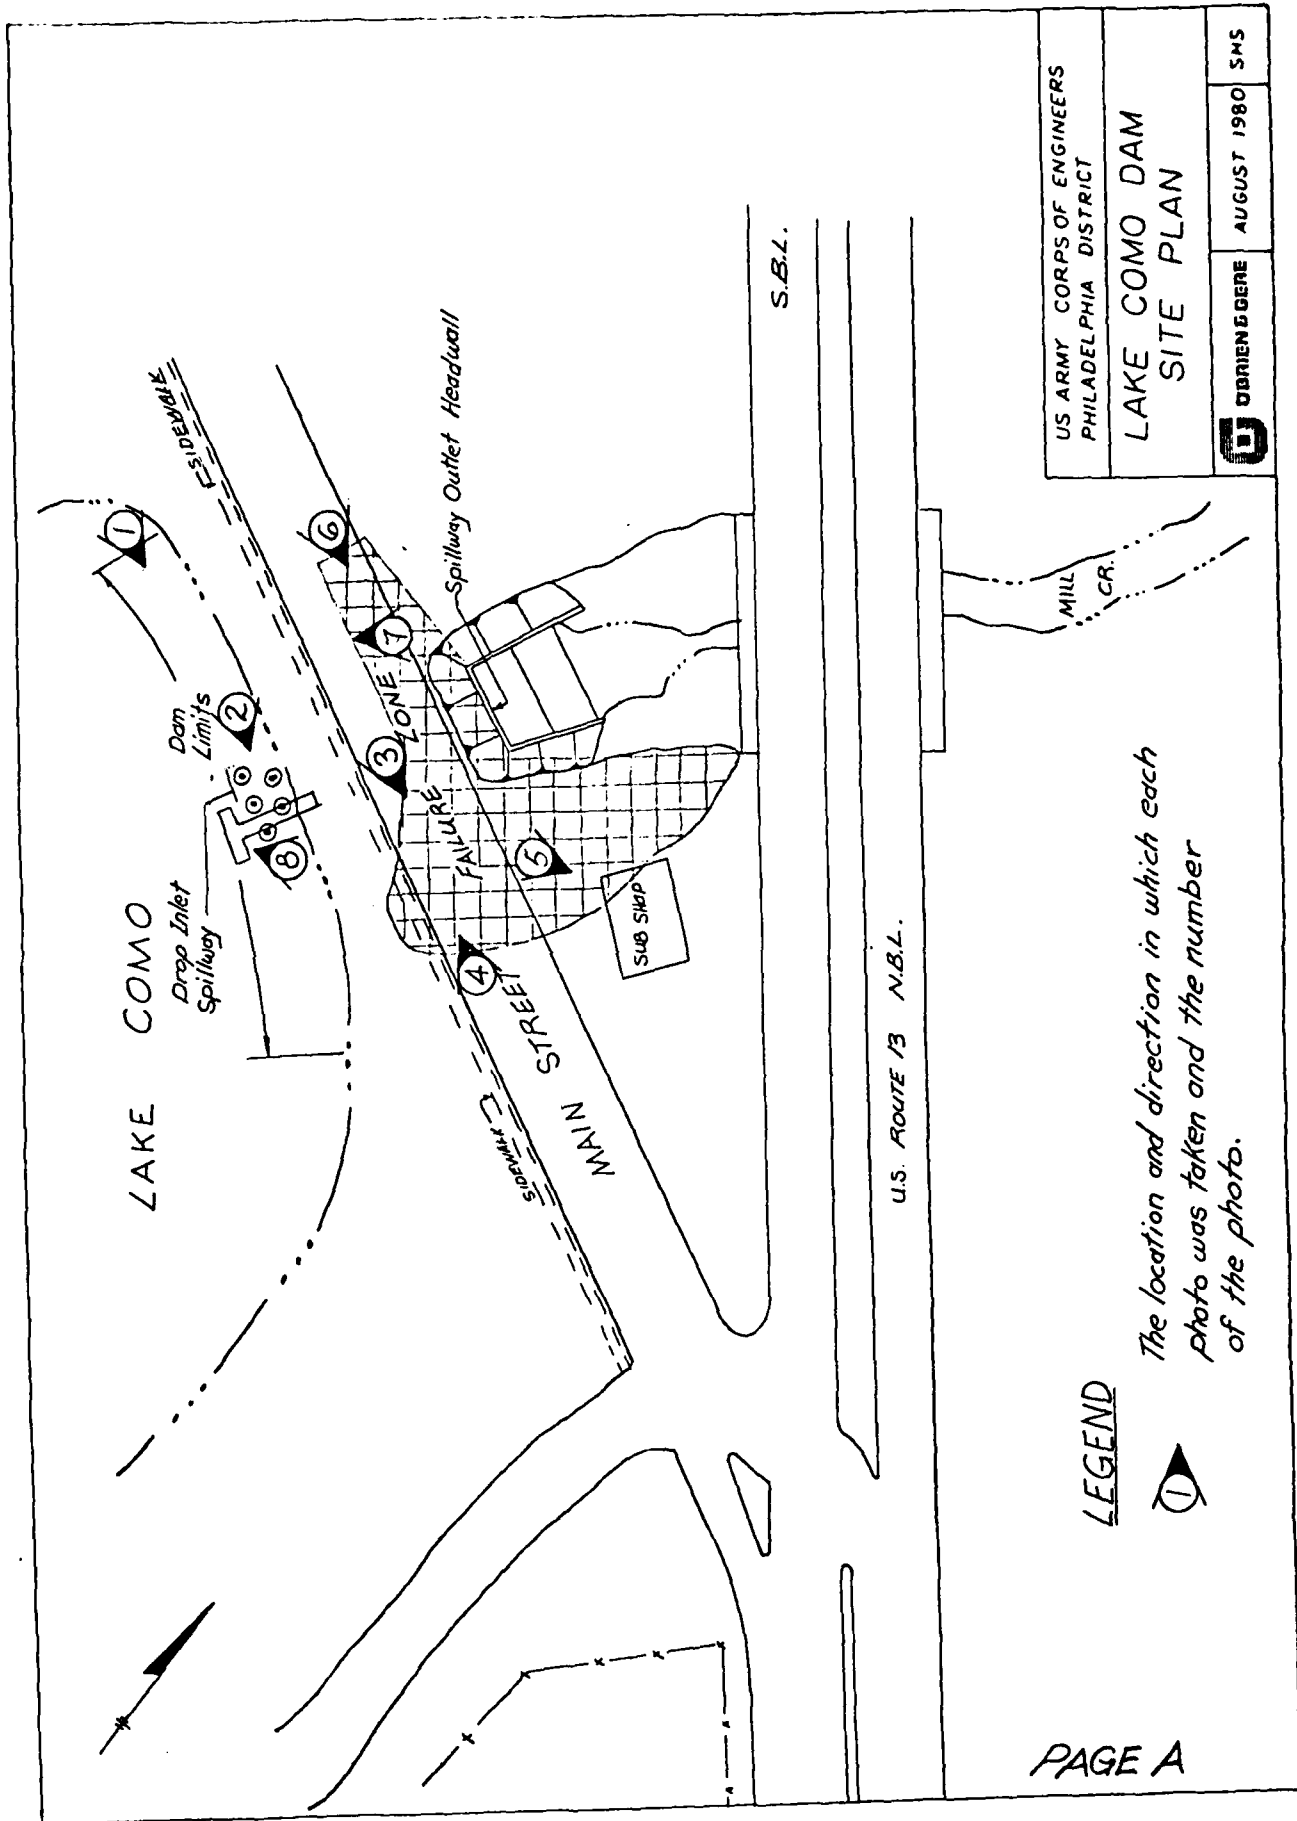 LAKE COMO
Drop Inlet
Spillway
Dam
Limits
SIDEWALK
1
2
8
3
6
7
4
5
FAILURE ZONE
Spillway Outlet Headwall
SUB SHOP
SIDEWALK
MAIN STREET
S.B.L.
U.S. ROUTE 13 N.B.L.
MILL
CR.
LEGEND
1
The location and direction in which each
photo was taken and the number
of the photo.
PAGE A
US ARMY CORPS OF ENGINEERS
PHILADELPHIA DISTRICT
LAKE COMO DAM
SITE PLAN
OBRIEN & GERE
AUGUST 1980
SMS